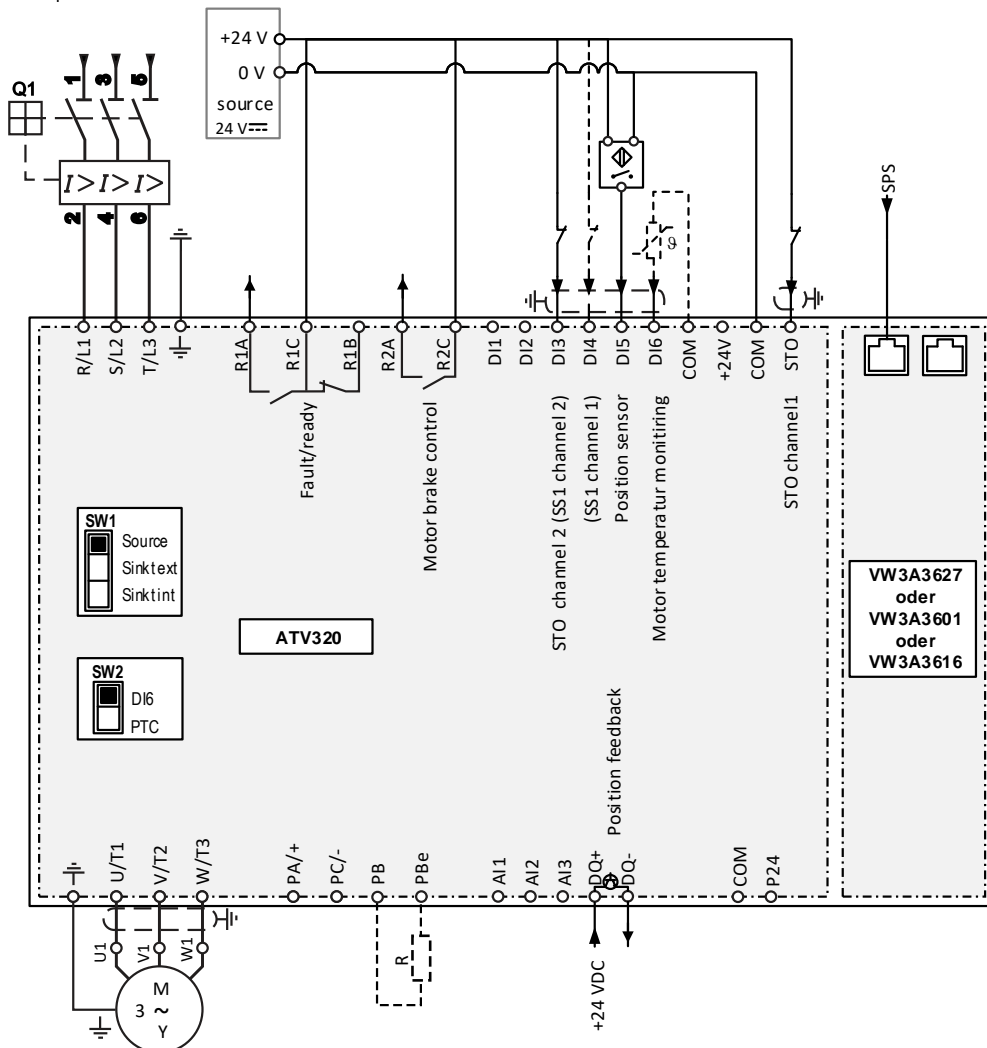 +24 V
0 V
source
24 V
Q1
1
3
5
I>
I>
I>
2
4
6
SPS
ϑ
R/L1
S/L2
T/L3
R1A
R1C
R1B
R2A
R2C
DI1
DI2
DI3
DI4
DI5
DI6
COM
+24V
COM
STO
Fault/ready
Motor brake control
STO channel 2 (SS1 channel 2)
(SS1 channel 1)
Position sensor
Motor temperatur monitiring
STO channel1
SW1
Source
Sinktext
Sinktint
ATV320
VW3A3627
oder
VW3A3601
oder
VW3A3616
SW2
DI6
PTC
Position feedback
U/T1
V/T2
W/T3
PA/+
PC/-
PB
PBe
AI1
AI2
AI3
DQ+
DQ-
COM
P24
U1
V1
W1
R
+24 VDC
M
3 ~
Y